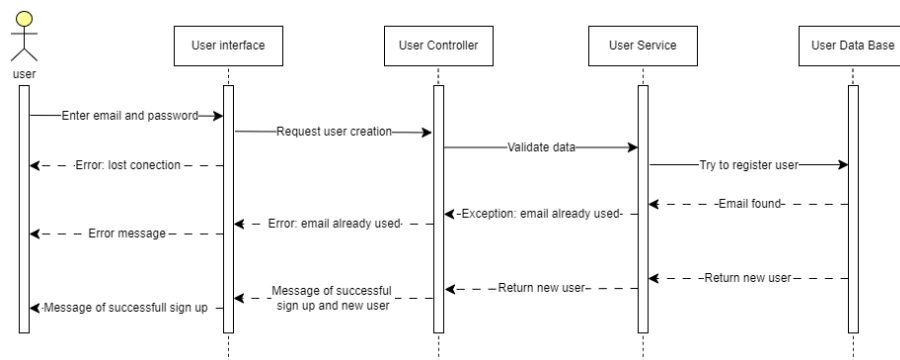 User interface
User Controller
User Service
User Data Base
user
Enter email and password
Request user creation
Validate data
Error: lost conection
Try to register user
Email found
Exception: email already used
Error: email already used
Error message
Return new user
Return new user
Message of successful
sign up and new user
Message of successfull sign up